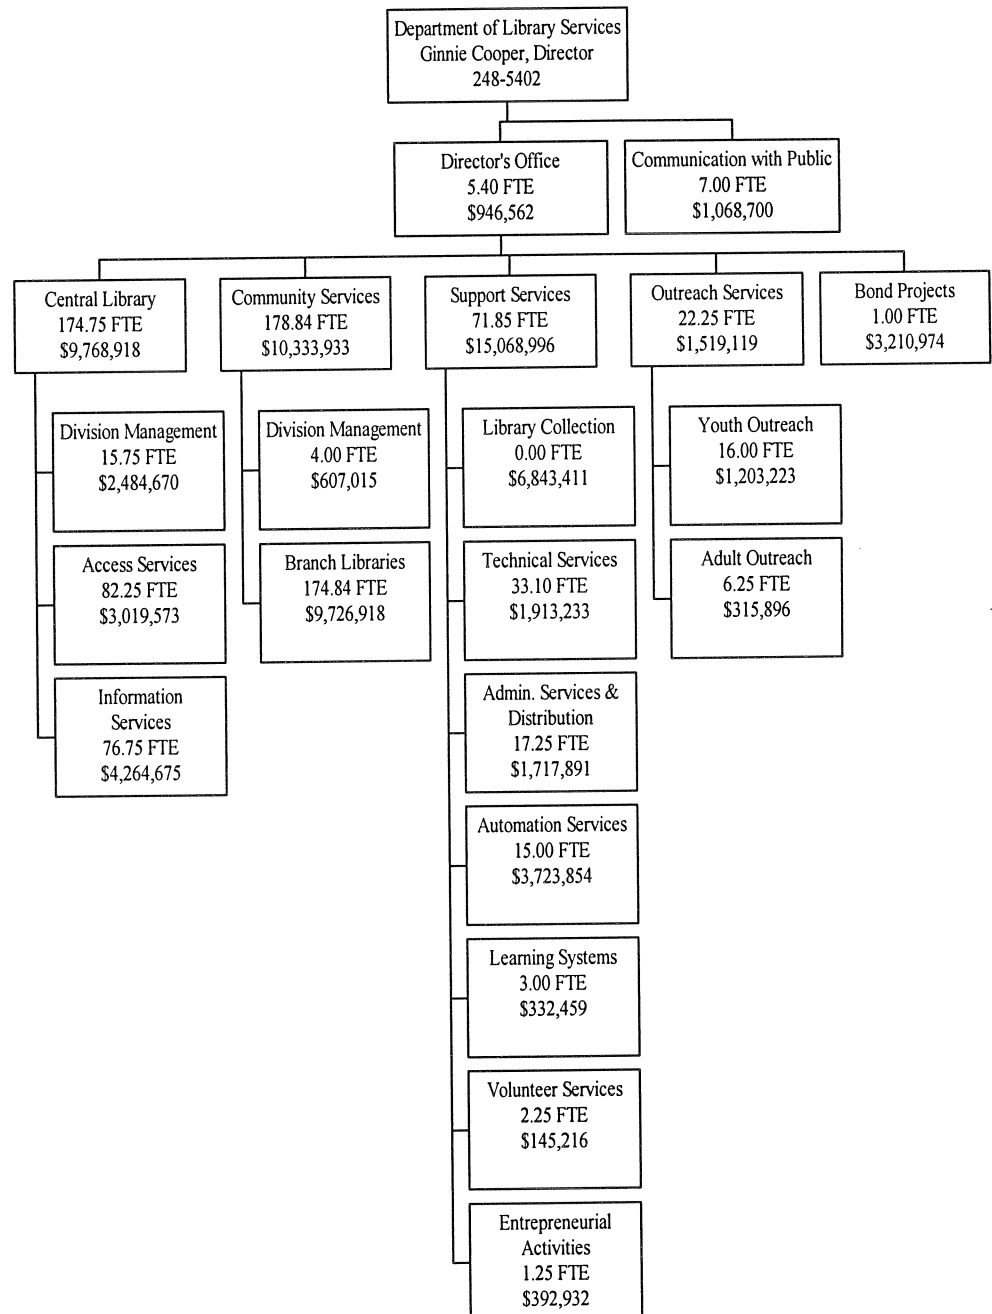 Department of Library Services
Ginnie Cooper, Director
248-5402
Director's Office
5.40 FTE
$946,562
Communication with Public
7.00 FTE
$1,068,700
Central Library
174.75 FTE
$9,768,918
Community Services
178.84 FTE
$10,333,933
Support Services
71.85 FTE
$15,068,996
Outreach Services
22.25 FTE
$1,519,119
Bond Projects
1.00 FTE
$3,210,974
Division Management
15.75 FTE
$2,484,670
Access Services
82.25 FTE
$3,019,573
Information
Services
76.75 FTE
$4,264,675
Division Management
4.00 FTE
$607,015
Branch Libraries
174.84 FTE
$9,726,918
Library Collection
0.00 FTE
$6,843,411
Technical Services
33.10 FTE
$1,913,233
Admin. Services &
Distribution
17.25 FTE
$1,717,891
Automation Services
15.00 FTE
$3,723,854
Learning Systems
3.00 FTE
$332,459
Volunteer Services
2.25 FTE
$145,216
Entrepreneurial
Activities
1.25 FTE
$392,932
Youth Outreach
16.00 FTE
$1,203,223
Adult Outreach
6.25 FTE
$315,896